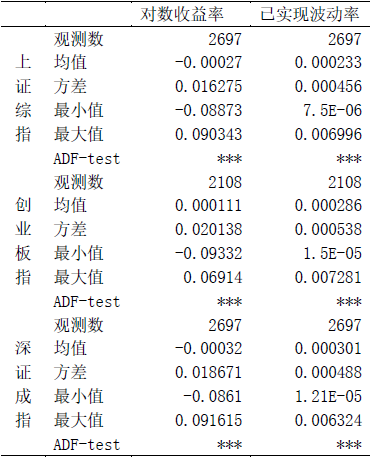 对数收益率 已实现波动率
观测数 2697 2697
上 均值 -0.00027 0.000233
证 方差 0.016275 0.000456
综 最小值 -0.08873 7.5E-06
指 最大值 0.090343 0.006996
ADF-test *** ***
观测数 2108 2108
创 均值 0.000111 0.000286
业 方差 0.020138 0.000538
板 最小值 -0.09332 1.5E-05
指 最大值 0.06914 0.007281
ADF-test *** ***
观测数 2697 2697
深 均值 -0.00032 0.000301
证 方差 0.018671 0.000488
成 最小值 -0.0861 1.21E-05
指 最大值 0.091615 0.006324
ADF-test *** ***